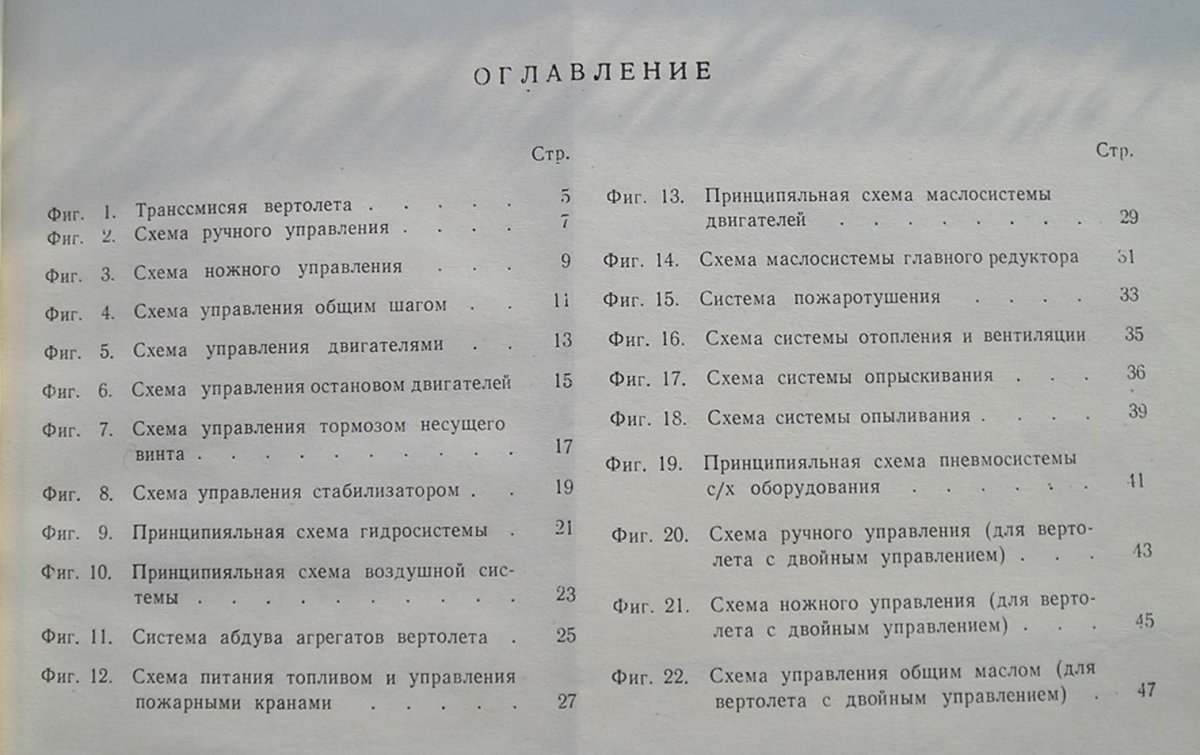 ОГЛАВЛЕНИЕ
Стр.
Фиг. 1. Транссмисяя вертолета . . . . . 5
Фиг. 2. Схема ручного управления . . . . 7
Фиг. 3. Схема ножного управления . . . 9
Фиг. 4. Схема управления общим шагом . . 11
Фиг. 5. Схема управления двигателями . . 13
Фиг. 6. Схема управления остановом двигателей 15
Фиг. 7. Схема управления тормозом несущего
винта . . . . . . . . . . 17
Фиг. 8. Схема управления стабилизатором . . 19
Фиг. 9. Принципияльная схема гидросистемы . 21
Фиг. 10. Принципияльная схема воздушной сис-
темы . . . . . . . . . . 23
Фиг. 11. Система абдува агрегатов вертолета . 25
Фиг. 12. Схема питания топливом и управления
пожарными кранами . . . . . 27
Стр.
Фиг. 13. Принципяльная схема маслосистемы
двигателей . . . . . . . . 29
Фиг. 14. Схема маслосистемы главного редуктора 31
Фиг. 15. Система пожаротушения . . . . 33
Фиг. 16. Схема системы отопления и вентиляции 35
Фиг. 17. Схема системы опрыскивания . . . 36
Фиг. 18. Схема системы опыливания . . . . 39
Фиг. 19. Принципияльная схема пневмосистемы
с/х оборудования . . . . . . 41
Фиг. 20. Схема ручного управления (для верто-
лета с двойным управлением) . . . 43
Фиг. 21. Схема ножного управления (для верто-
лета с двойным управлением) . . . 45
Фиг. 22. Схема управления общим маслом (для
вертолета с двойным управлением) . 47